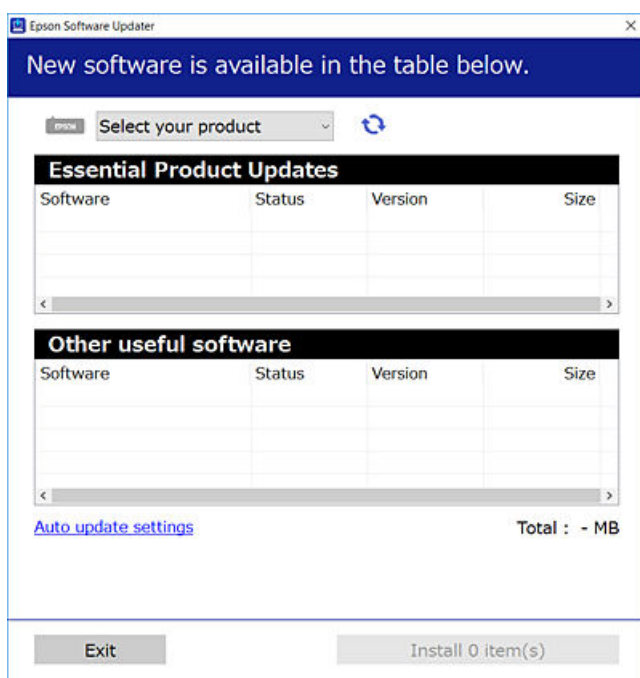 Epson Software Updater
New software is available in the table below.
EPSON Select your product
Essential Product Updates
Software Status Version Size
Other useful software
Software Status Version Size
Auto update settings Total : - MB
Exit Install 0 item(s)